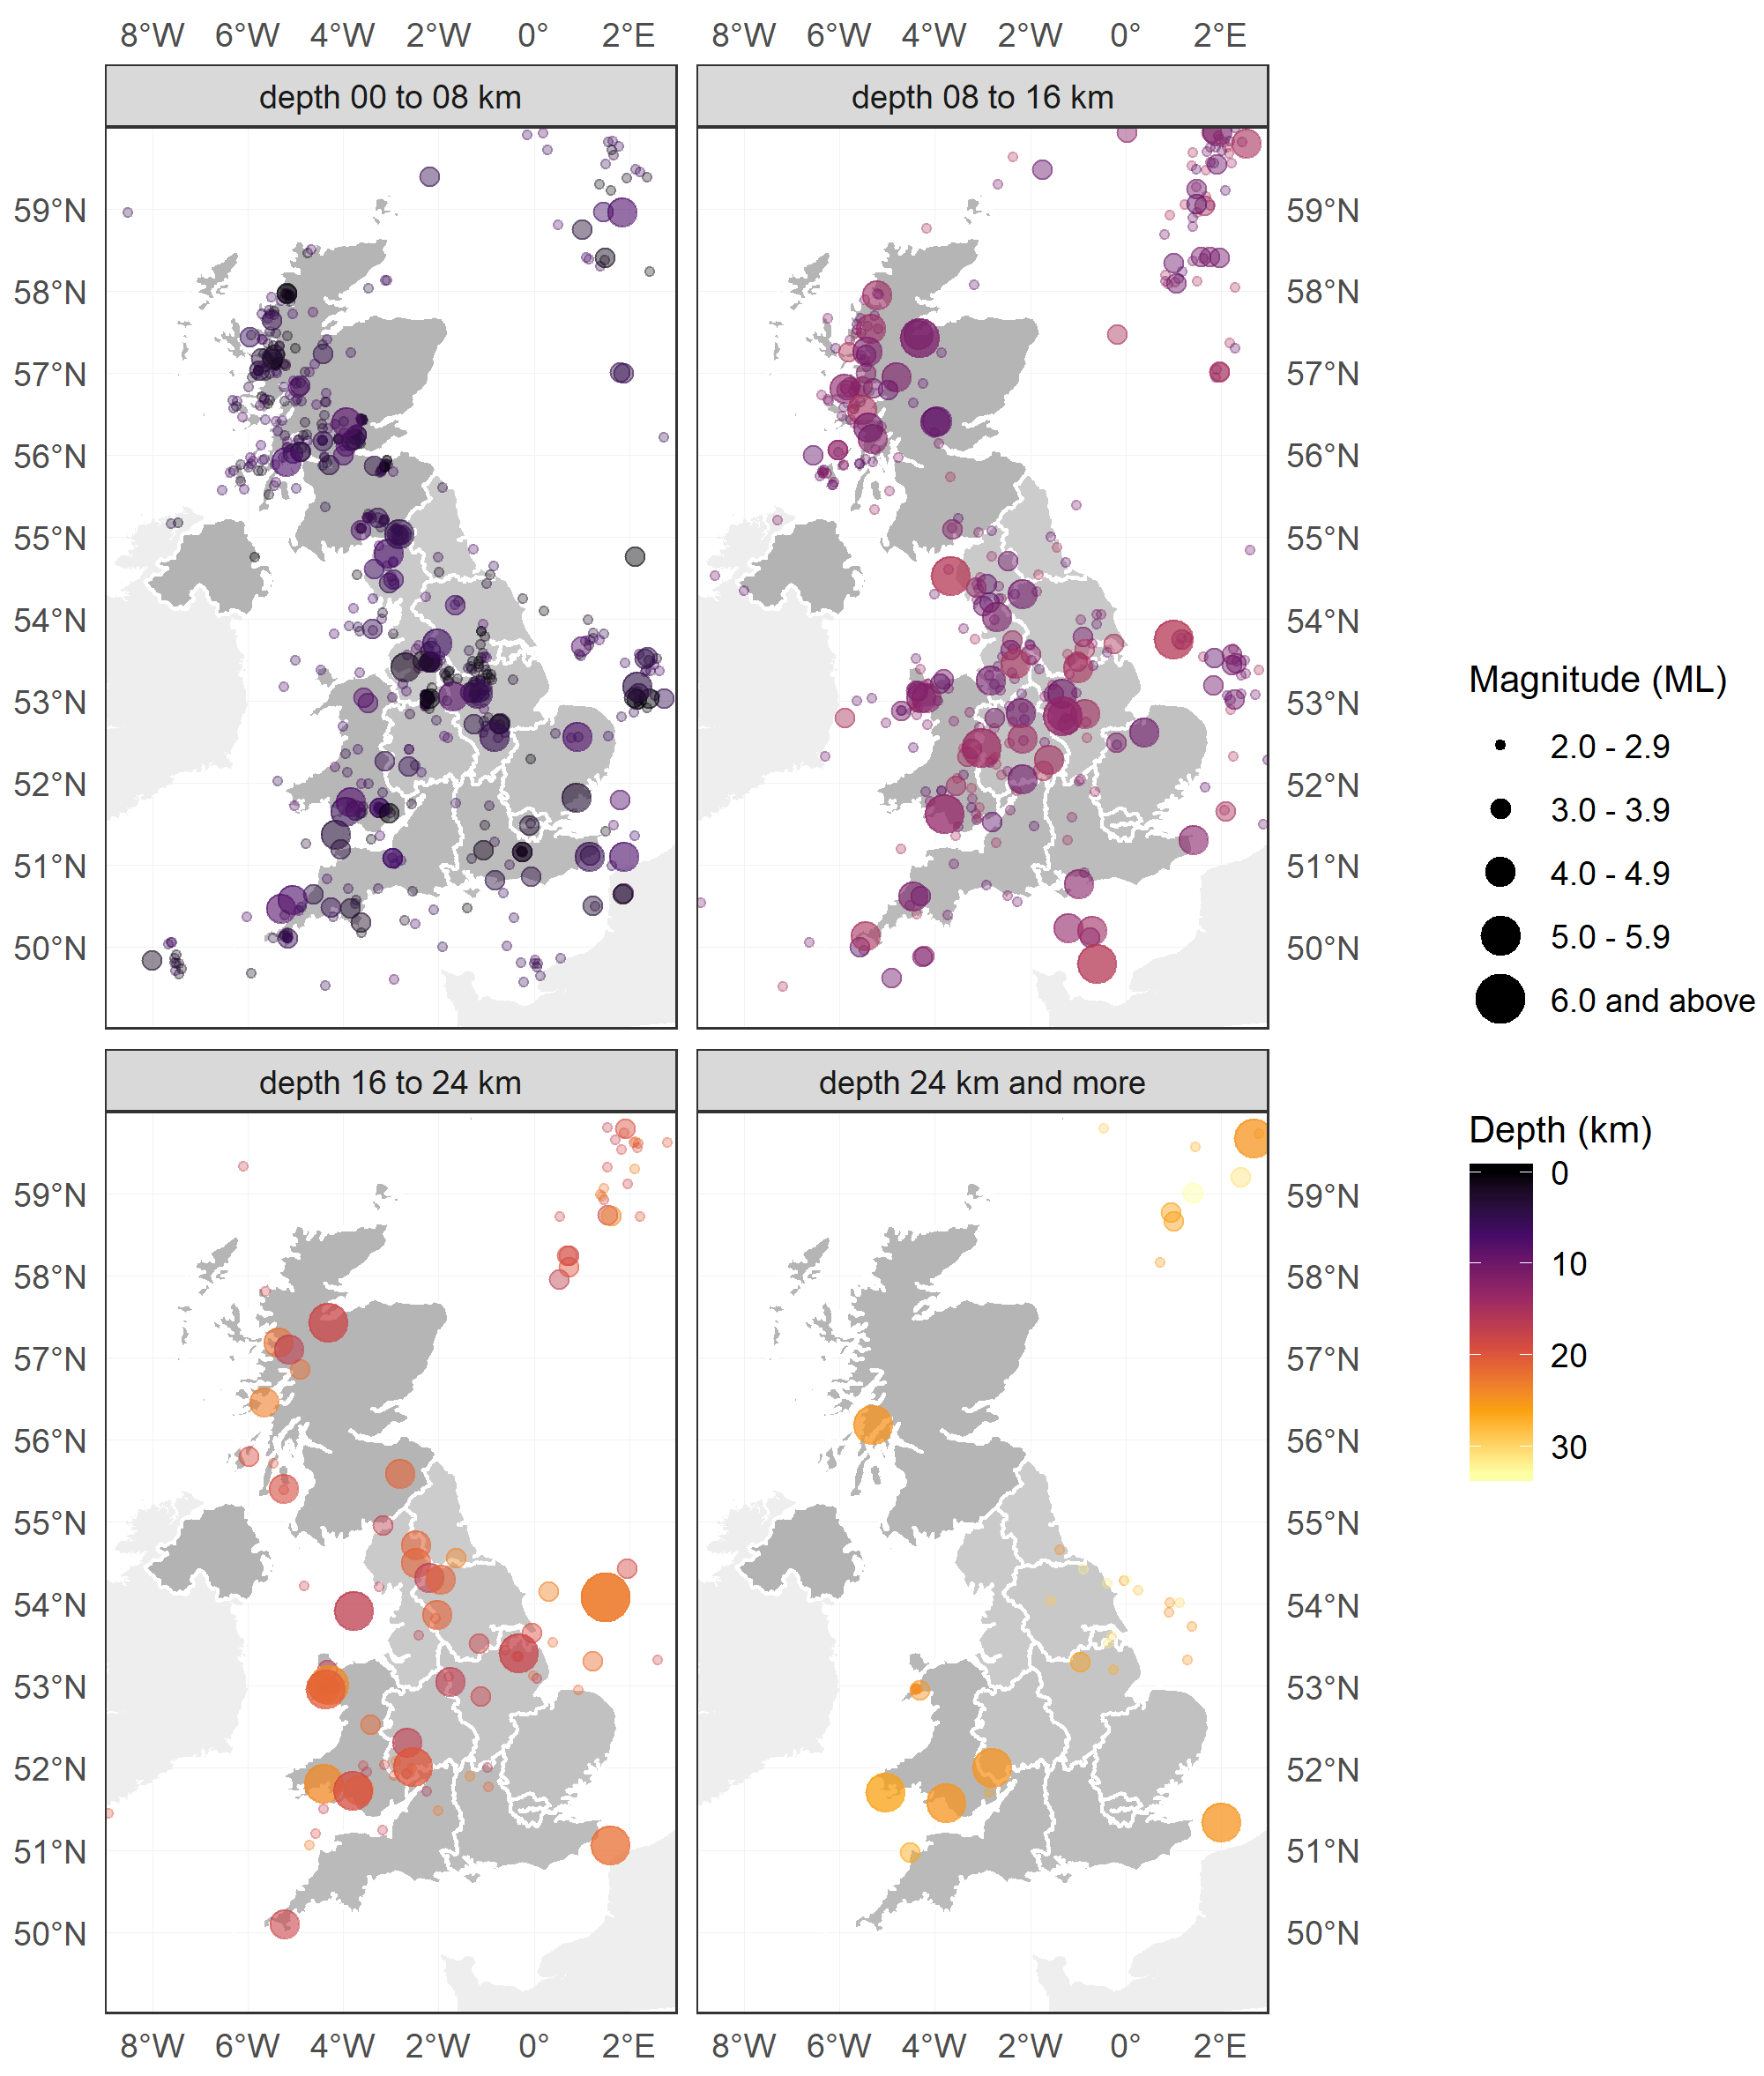 8°W 6°W 4°W 2°W 0° 2°E 8°W 6°W 4°W 2°W 0° 2°E
depth 00 to 08 km
depth 08 to 16 km
59°N 59°N
58°N 58°N
57°N 57°N
56°N 56°N
55°N 55°N
54°N 54°N
53°N 53°N
52°N 52°N
51°N 51°N
50°N 50°N
Magnitude (ML)
2.0 - 2.9
3.0 - 3.9
4.0 - 4.9
5.0 - 5.9
6.0 and above
depth 16 to 24 km
depth 24 km and more
59°N 59°N
58°N 58°N
57°N 57°N
56°N 56°N
55°N 55°N
54°N 54°N
53°N 53°N
52°N 52°N
51°N 51°N
50°N 50°N
Depth (km)
0
10
20
30
8°W 6°W 4°W 2°W 0° 2°E 8°W 6°W 4°W 2°W 0° 2°E